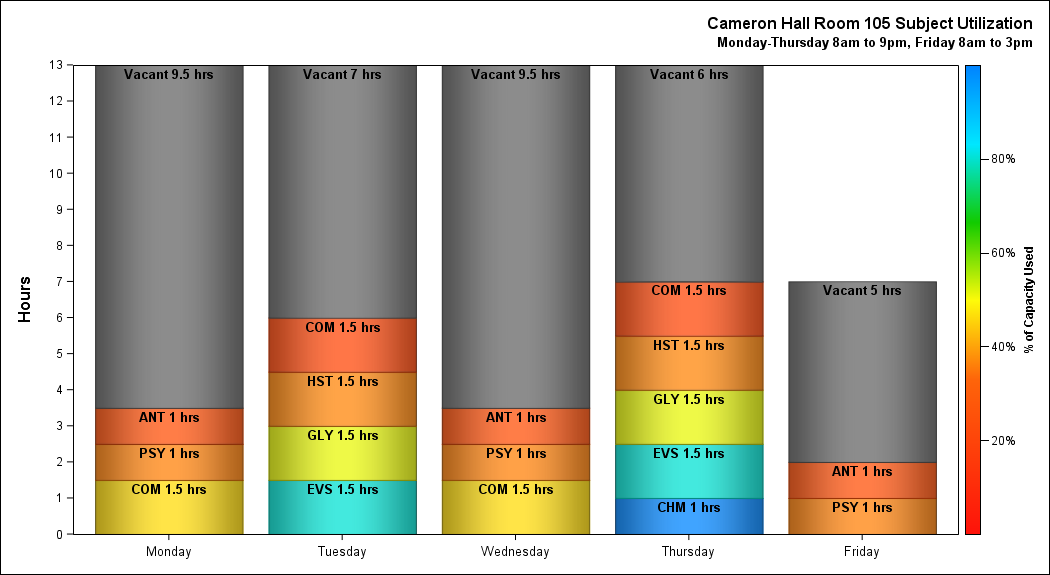 Cameron Hall Room 105 Subject Utilization
Monday-Thursday 8am to 9pm, Friday 8am to 3pm
Hours
13
12
11
10
9
8
7
6
5
4
3
2
1
0
Vacant 9.5 hrs
ANT 1 hrs
PSY 1 hrs
COM 1.5 hrs
Monday
Vacant 7 hrs
COM 1.5 hrs
HST 1.5 hrs
GLY 1.5 hrs
EVS 1.5 hrs
Tuesday
Vacant 9.5 hrs
ANT 1 hrs
PSY 1 hrs
COM 1.5 hrs
Wednesday
Vacant 6 hrs
COM 1.5 hrs
HST 1.5 hrs
GLY 1.5 hrs
EVS 1.5 hrs
CHM 1 hrs
Thursday
Vacant 5 hrs
ANT 1 hrs
PSY 1 hrs
Friday
80%
60%
40%
20%
% of Capacity Used